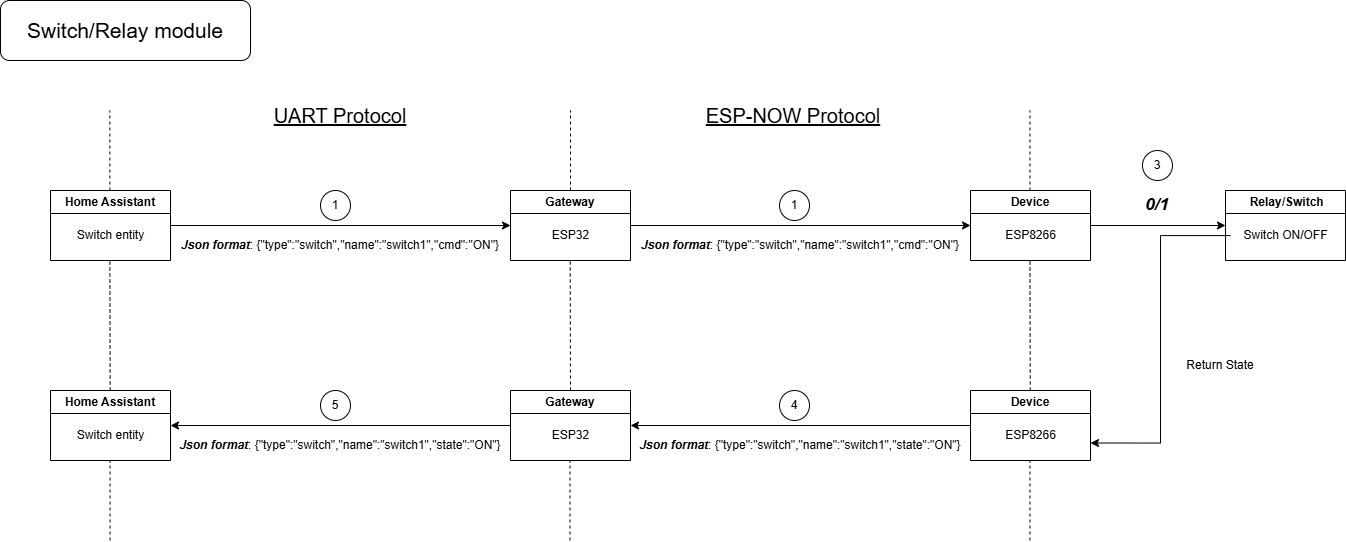 Switch/Relay module
UART Protocol
ESP-NOW Protocol
3
0/1
Home Assistant
Switch entity
1
Json format: {"type":"switch","name":"switch1","cmd":"ON"}
Gateway
ESP32
1
Json format: {"type":"switch","name":"switch1","cmd":"ON"}
Device
ESP8266
Relay/Switch
Switch ON/OFF
Return State
Home Assistant
Switch entity
5
Json format: {"type":"switch","name":"switch1","state":"ON"}
Gateway
ESP32
4
Json format: {"type":"switch","name":"switch1","state":"ON"}
Device
ESP8266